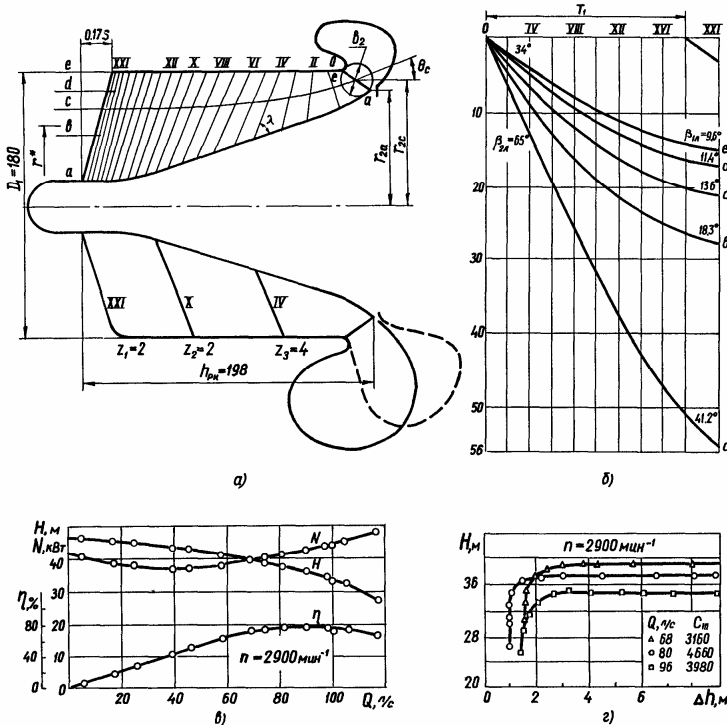 0.17s
XXI XII X VIII VI IV II 0
e
d
c
b
a
D₁=180
r*
λ
b₂
θc
e
a
r₂a
r₂c
XXI
X
IV
Z₁=2
Z₂=2
Z₃=4
hрк=198
а)
T₁
0 IV VIII XII XVI XXI
34°
10
20
30
40
50
56
β₂л=65°
β₁л=9,6°
11,4°
13,6°
18,3°
41,2°
e
d
c
b
a
б)
H, м
N, кВт
40
30
20
10
0
η, %
80
40
0
N
H
η
n=2900 мин⁻¹
0 20 40 60 80 100 Q, л/с
в)
H, м
n=2900 мин⁻¹
36
28
20
Q, л/с Cт
68 3160
80 4660
96 3980
0 2 4 6 8 Δh, м
г)